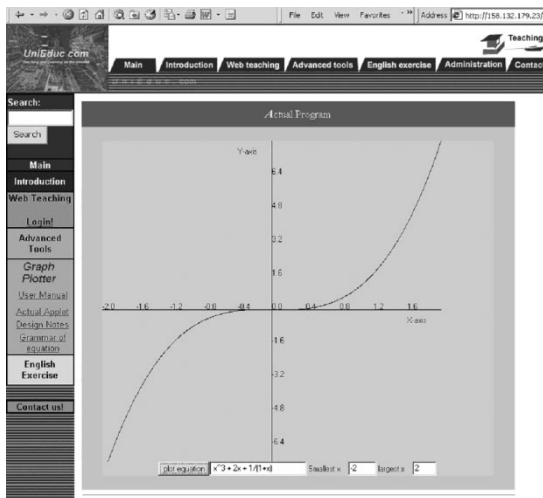 File Edit View Favorites » Address http://158.132.179.23/
UniEduc com
Teaching
Main Introduction Web teaching Advanced tools English exercise Administration Contac
UniEduc.com
Search:
Search
Main
Introduction
Web Teaching
Login!
Advanced
Tools
Graph
Plotter
User Manual
Actual Applet
Design Notes
Grammar of
equation
English
Exercise
Contact us!
Actual Program
Y-axis
6.4
4.8
3.2
1.6
-2.0 -1.6 -1.2 -0.8 -0.4 0.0 0.4 0.8 1.2 1.6
X-axis
-1.6
-3.2
-4.8
-6.4
plot equation x^3 + 2x + 1/(1+x) Smallest x -2 largest x 2